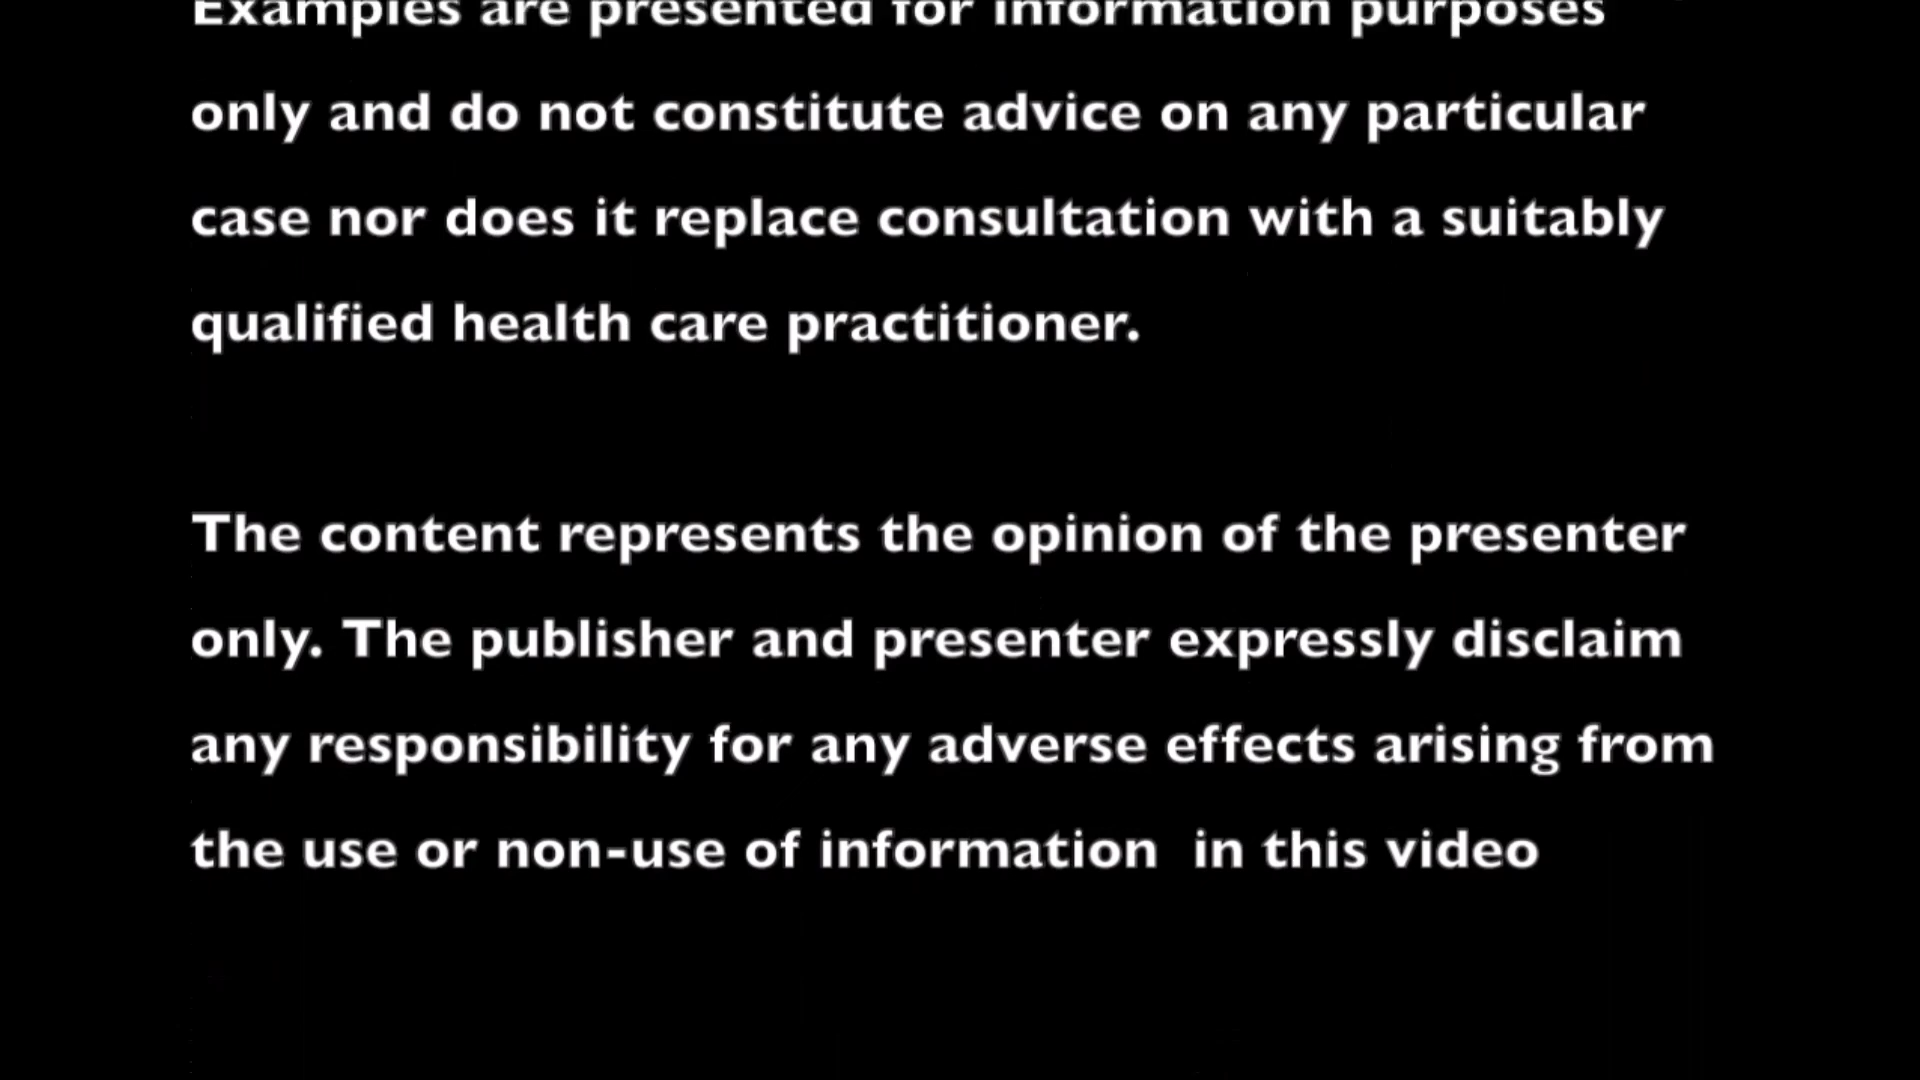 Examples are presented for information purposes
only and do not constitute advice on any particular
case nor does it replace consultation with a suitably
qualified health care practitioner.
The content represents the opinion of the presenter
only. The publisher and presenter expressly disclaim
any responsibility for any adverse effects arising from
the use or non-use of information  in this video